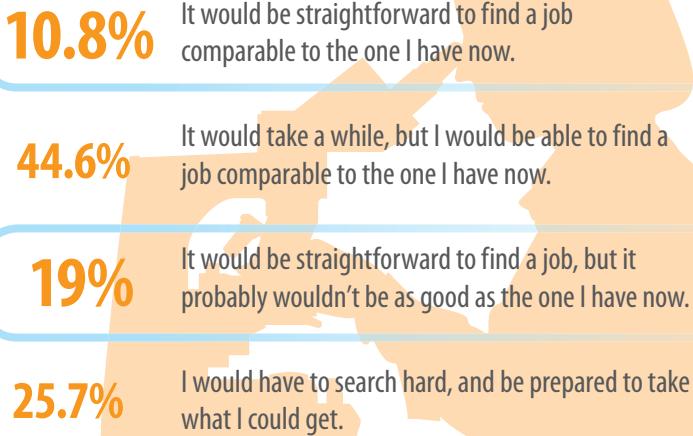 10.8%
It would be straightforward to find a job
comparable to the one I have now.
44.6%
It would take a while, but I would be able to find a
job comparable to the one I have now.
19%
It would be straightforward to find a job, but it
probably wouldn’t be as good as the one I have now.
25.7%
I would have to search hard, and be prepared to take
what I could get.